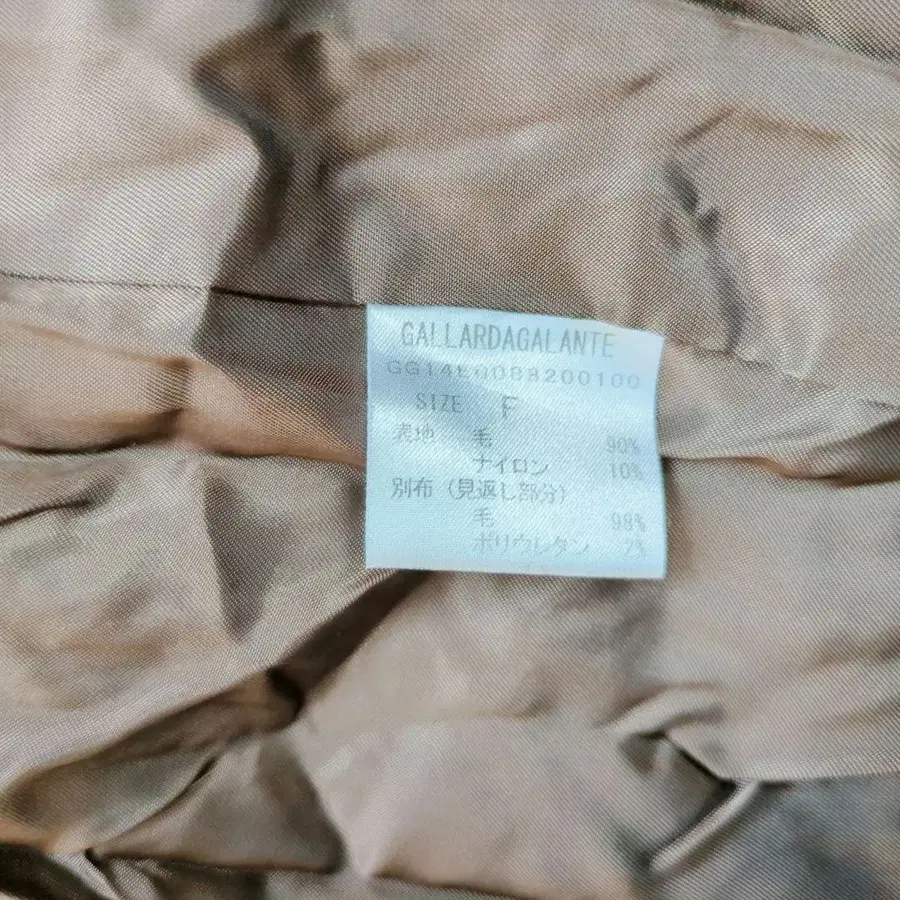 GALLARDAGALANTE
SIZE F
表地 毛 90%
ナイロン 10%
別布 (見返し部分)
毛 98%
ポリウレタン 2%